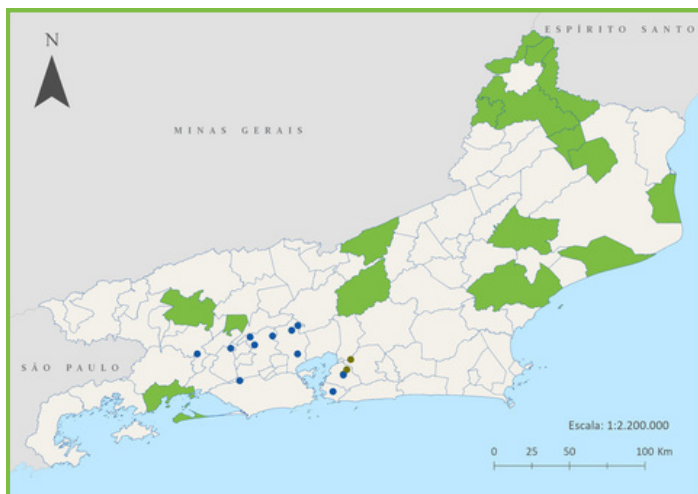 ESPÍRITO SANTO
N
MINAS GERAIS
SÃO PAULO
Escala: 1:2.200.000
0 25 50 100 Km